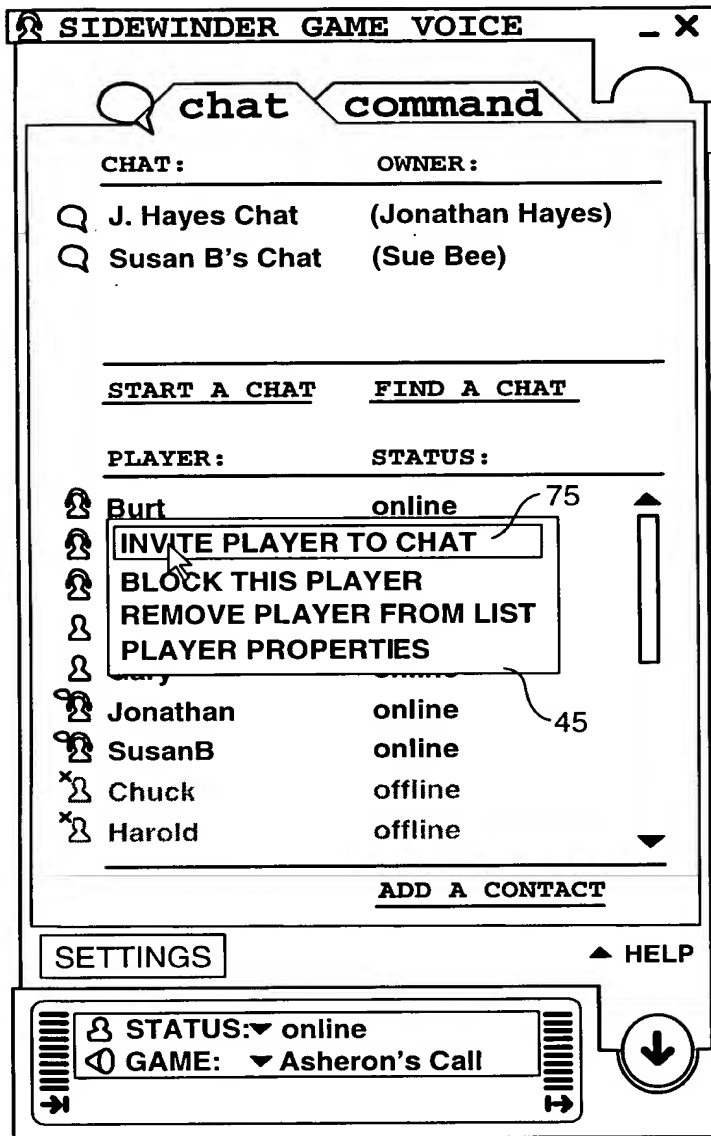 SIDEWINDER GAME VOICE
chat command
CHAT: OWNER:
J. Hayes Chat (Jonathan Hayes)
Susan B's Chat (Sue Bee)
START A CHAT FIND A CHAT
PLAYER: STATUS:
Burt online
75
INVITE PLAYER TO CHAT
BLOCK THIS PLAYER
REMOVE PLAYER FROM LIST
PLAYER PROPERTIES
45
Jonathan online
SusanB online
Chuck offline
Harold offline
ADD A CONTACT
SETTINGS HELP
STATUS: online
GAME: Asheron's Call